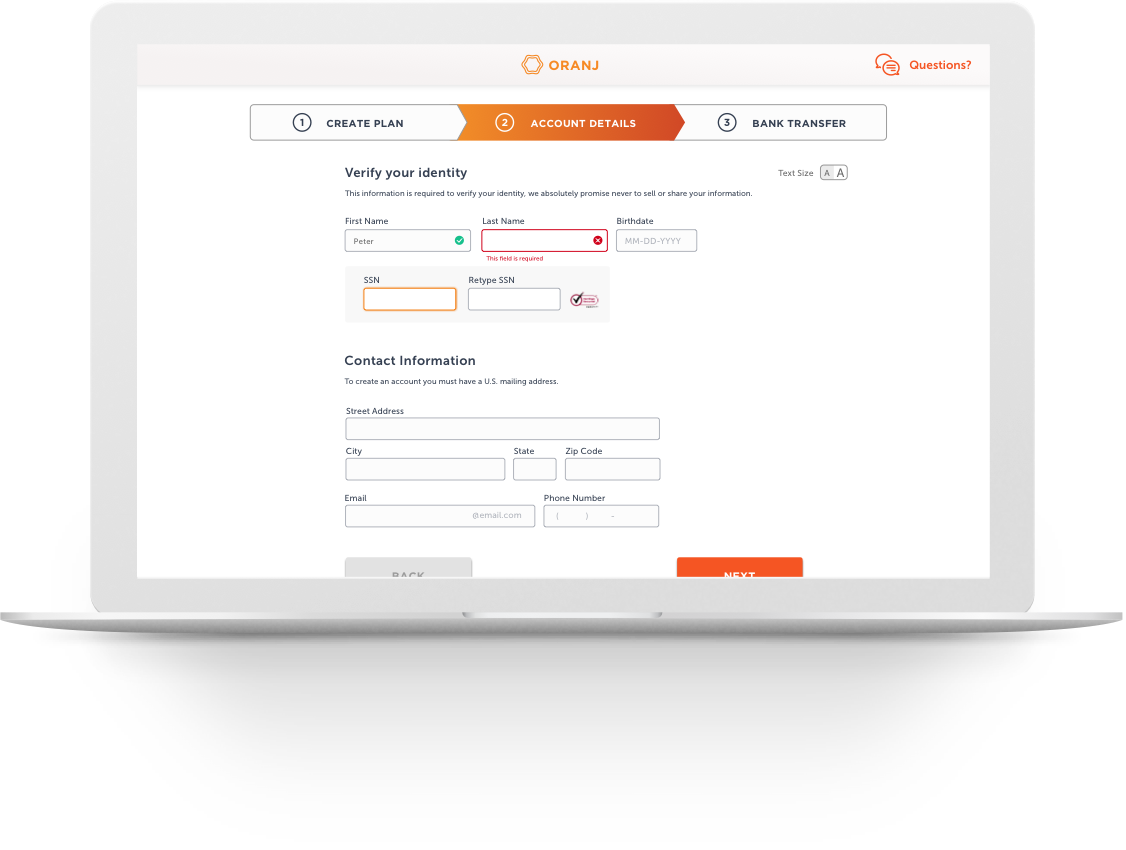 ORANJ
Questions?
1 CREATE PLAN
2 ACCOUNT DETAILS
3 BANK TRANSFER
Verify your identity
Text Size A A
This information is required to verify your identity, we absolutely promise never to sell or share your information.
First Name Last Name Birthdate
Peter MM-DD-YYYY
This field is required
SSN Retype SSN
Contact Information
To create an account you must have a U.S. mailing address.
Street Address
City State Zip Code
Email Phone Number
@email.com ( ) -
BACK NEXT